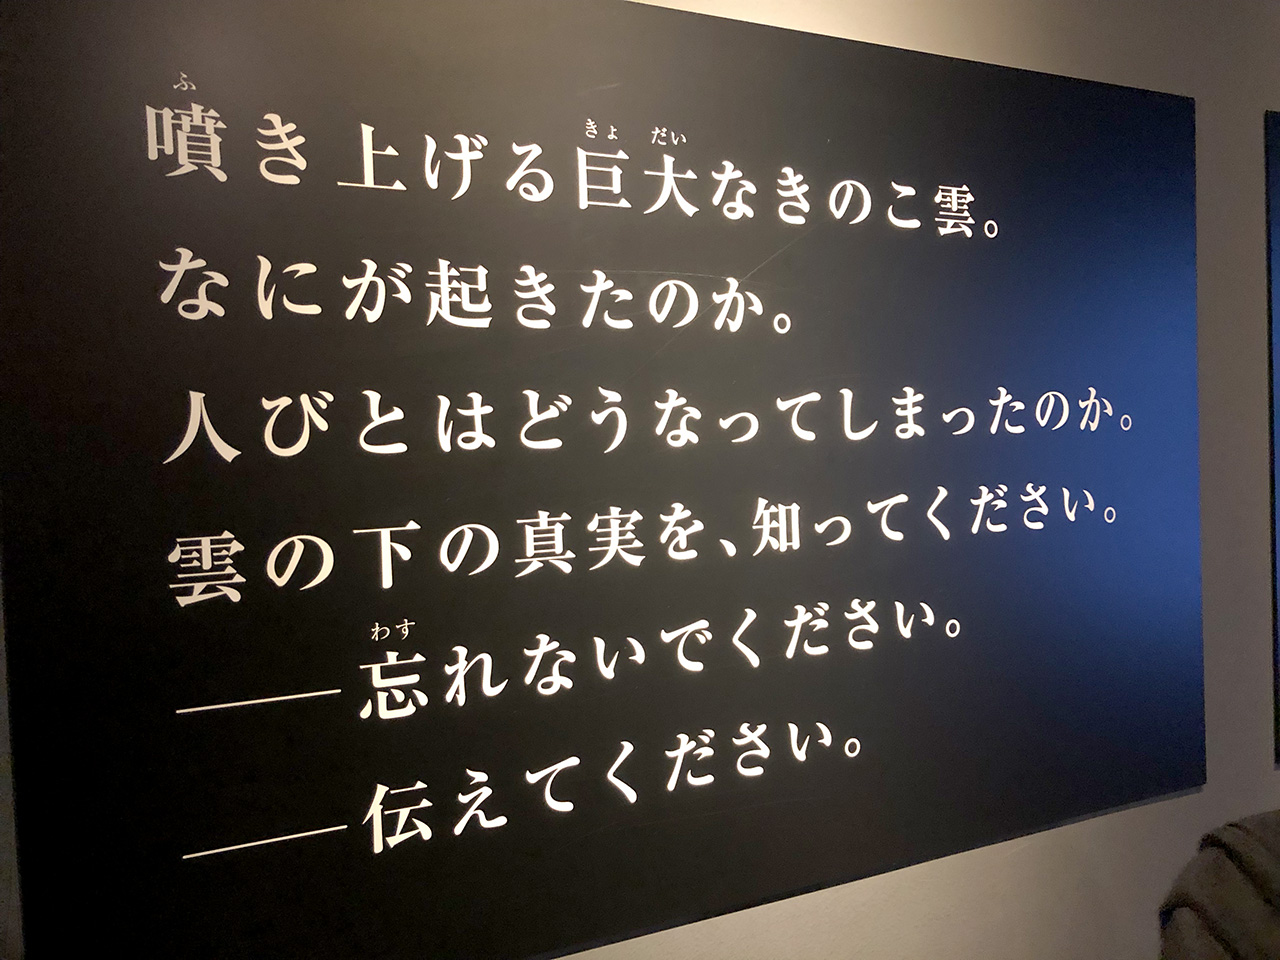 噴き上げる巨大なきのこ雲。
なにが起きたのか。
人びとはどうなってしまったのか。
雲の下の真実を、知ってください。
――忘れないでください。
――伝えてください。